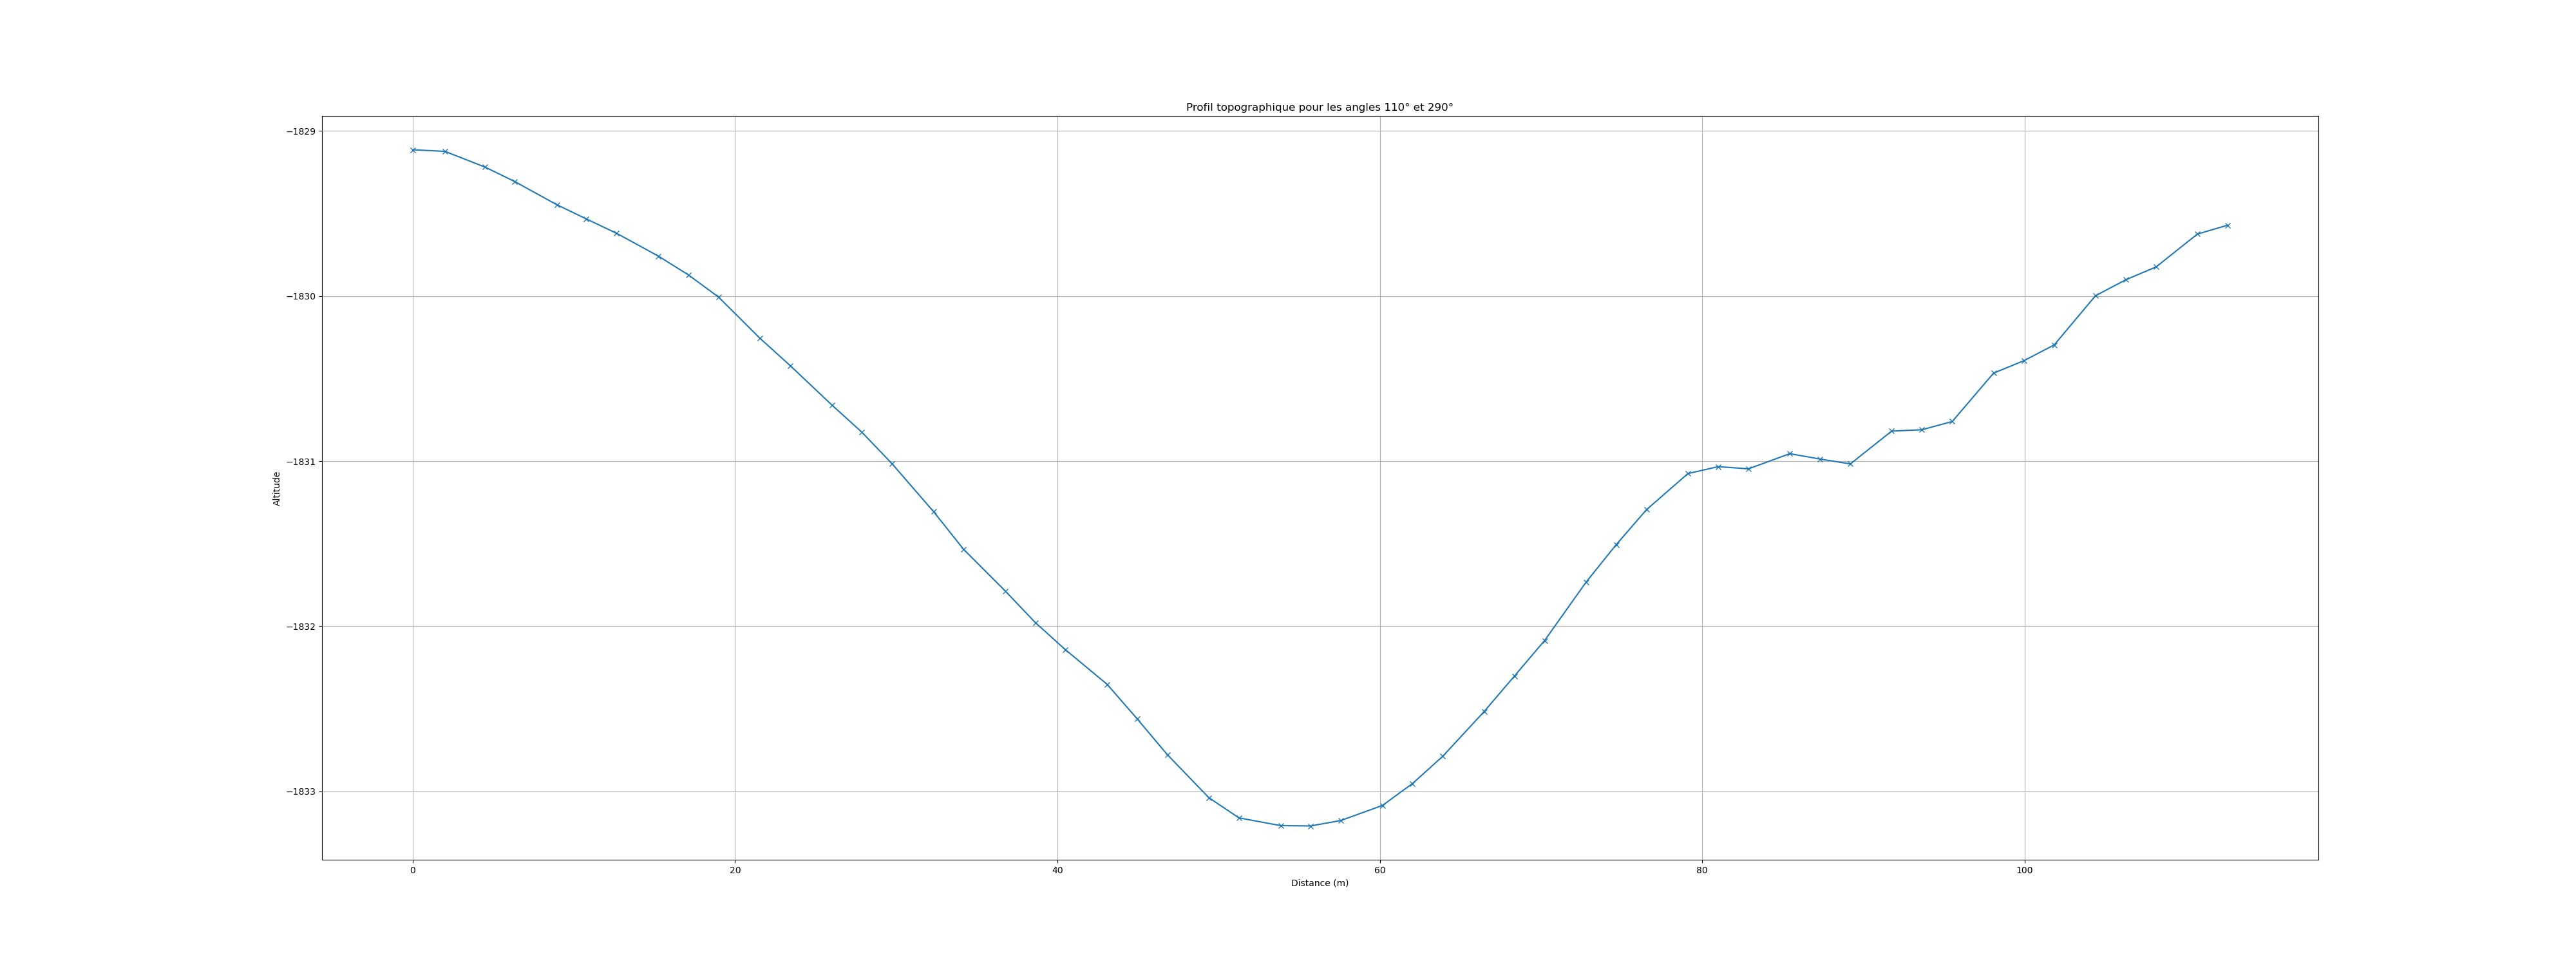 Profil topographique pour les angles 110° et 290°
−1829
−1830
−1831
−1832
−1833
Altitude
0 20 40 60 80 100
Distance (m)